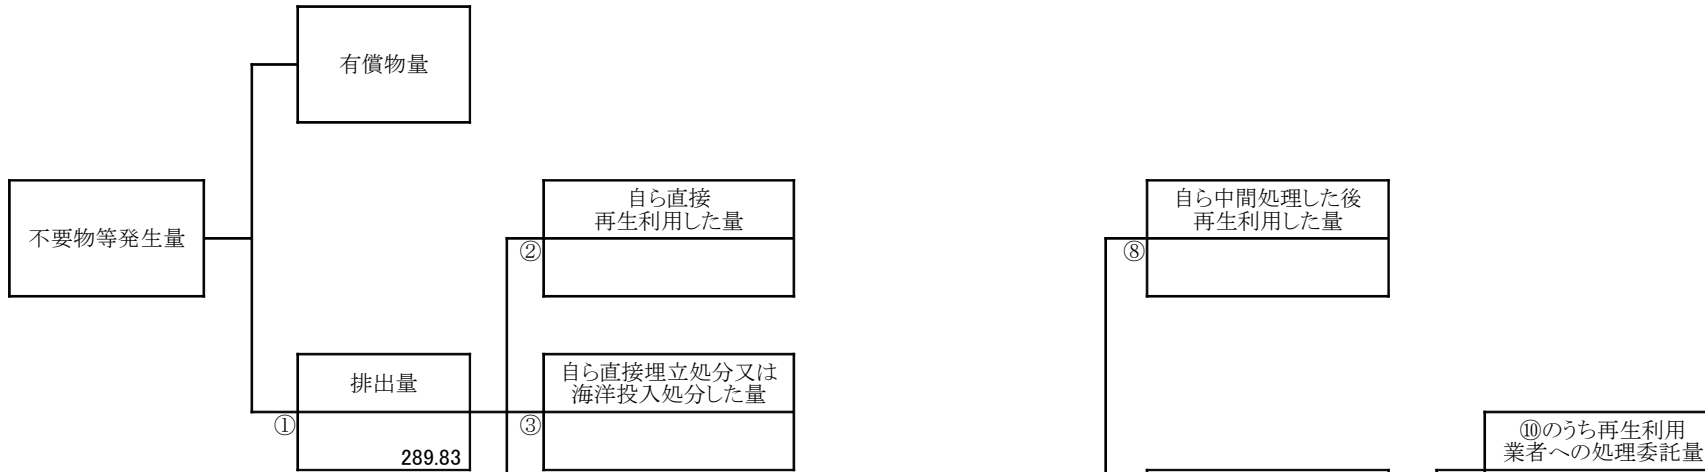 有償物量
不要物等発生量
自ら直接
再生利用した量
②
自ら中間処理した後
再生利用した量
⑧
排出量
①
289.83
自ら直接埋立処分又は
海洋投入処分した量
③
⑩のうち再生利用
業者への処理委託量